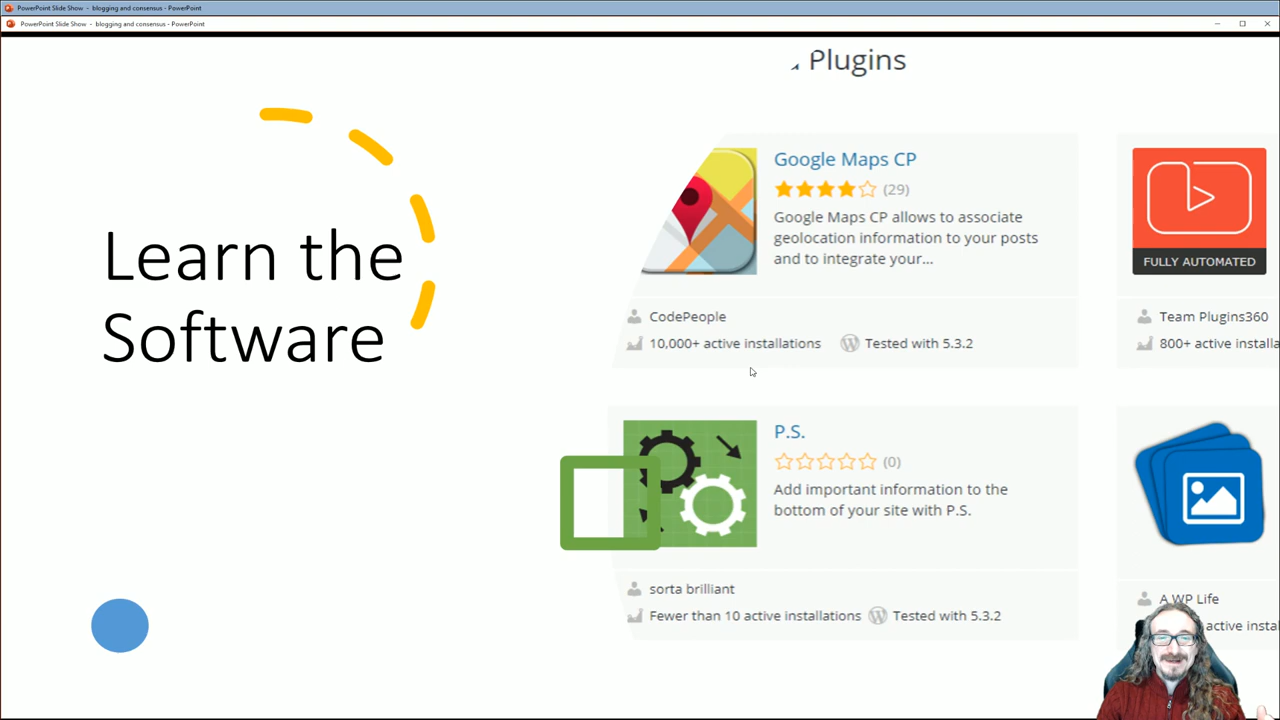 PowerPoint Slide Show - blogging and consensus - PowerPoint
PowerPoint Slide Show - blogging and consensus - PowerPoint
Learn the
Software
Plugins
Google Maps CP
(29)
Google Maps CP allows to associate
geolocation information to your posts
and to integrate your...
CodePeople
10,000+ active installations
Tested with 5.3.2
FULLY AUTOMATED
Team Plugins360
800+ active installa
P.S.
(0)
Add important information to the
bottom of your site with P.S.
sorta brilliant
Fewer than 10 active installations
Tested with 5.3.2
A WP Life
active instal